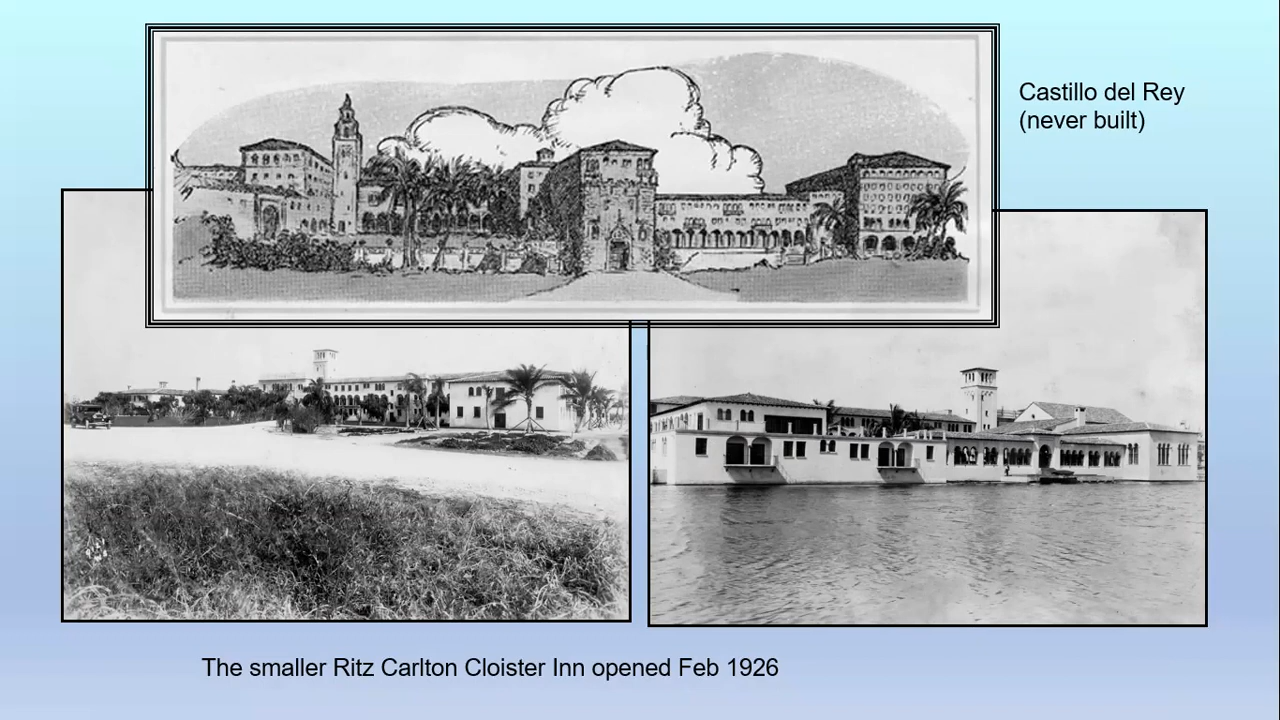 Castillo del Rey
(never built)
The smaller Ritz Carlton Cloister Inn opened Feb 1926